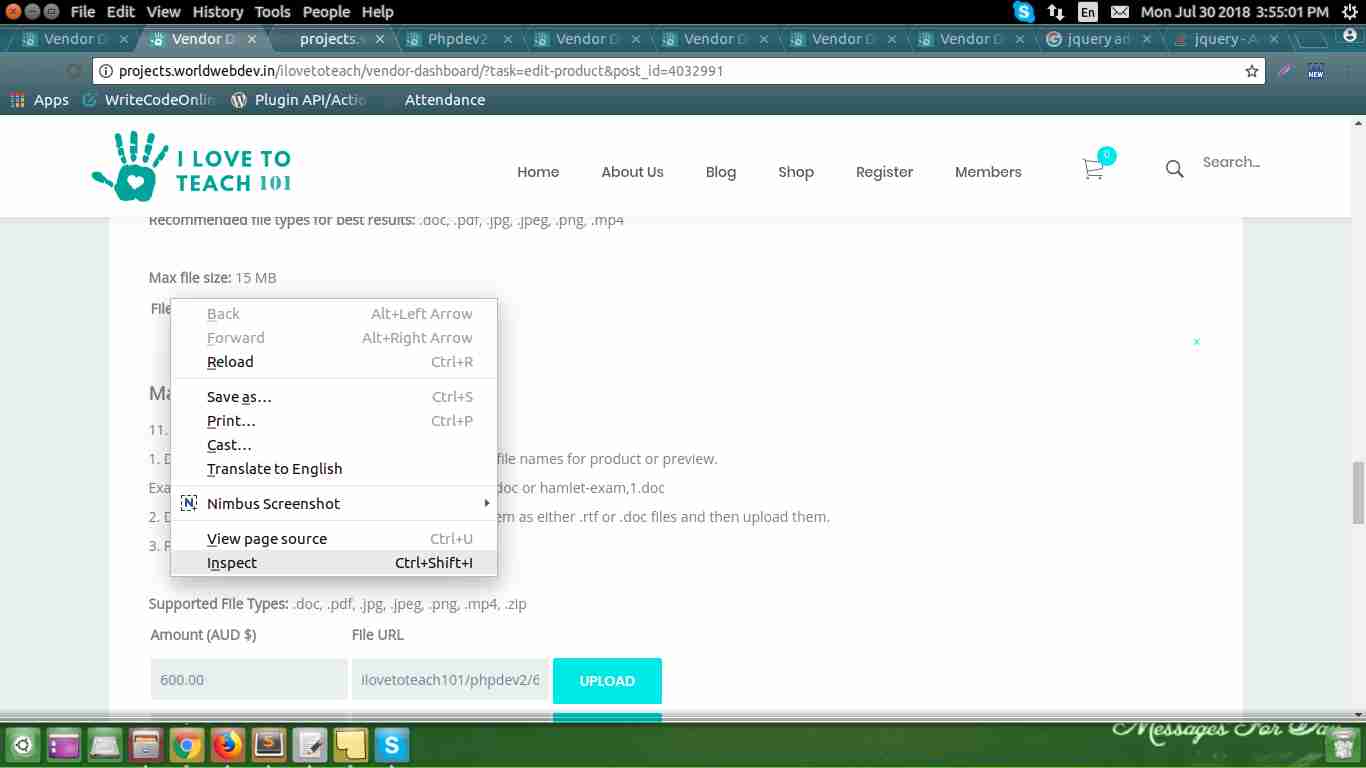 File Edit View History Tools People Help
En Mon Jul 30 2018 3:55:01 PM
Vendor D × Vendor D × projects.v × Phpdev2 × Vendor D × Vendor D × Vendor D × Vendor D × jquery ad × jquery - A ×
projects.worldwebdev.in/ilovetoteach/vendor-dashboard/?task=edit-product&post_id=4032991
NEW
Apps WriteCodeOnlin Plugin API/Actio Attendance
I LOVE TO
TEACH 101
Home About Us Blog Shop Register Members 0 Search...
Recommended file types for best results: .doc, .pdf, .jpg, .jpeg, .png, .mp4
Max file size: 15 MB
File
x
Ma
11.
1. D
file names for product or preview.
Exa
doc or hamlet-exam,1.doc
2. D
em as either .rtf or .doc files and then upload them.
3.
Back Alt+Left Arrow
Forward Alt+Right Arrow
Reload Ctrl+R
Save as... Ctrl+S
Print... Ctrl+P
Cast...
Translate to English
N Nimbus Screenshot
View page source Ctrl+U
Inspect Ctrl+Shift+I
Supported File Types: .doc, .pdf, .jpg, .jpeg, .png, .mp4, .zip
Amount (AUD $) File URL
600.00 ilovetoteach101/phpdev2/6 UPLOAD
Messages For Day